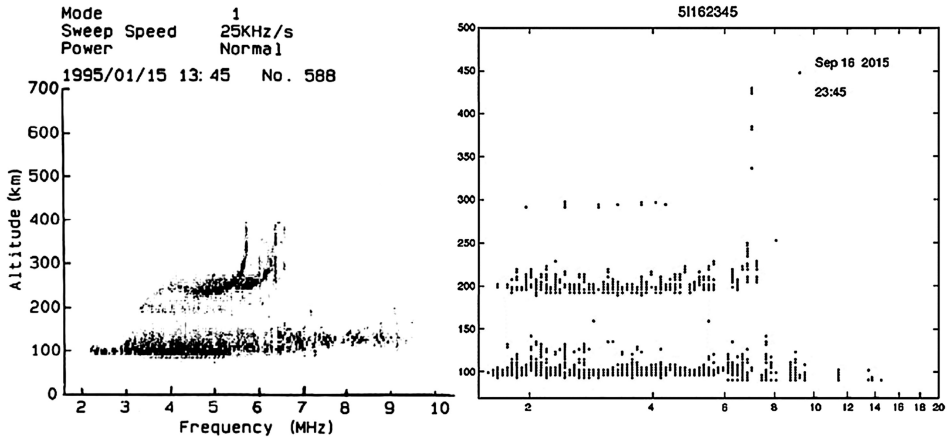 Mode 1
Sweep Speed 25KHz/s
Power Normal
1995/01/15 13:45 No. 588
700
600
500
400
300
200
100
0
Altitude (km)
2 3 4 5 6 7 8 9 10
Frequency (MHz)
5I162345
500
450
400
350
300
250
200
150
100
Sep 16 2015
23:45
2 4 6 8 10 12 14 16 18 20